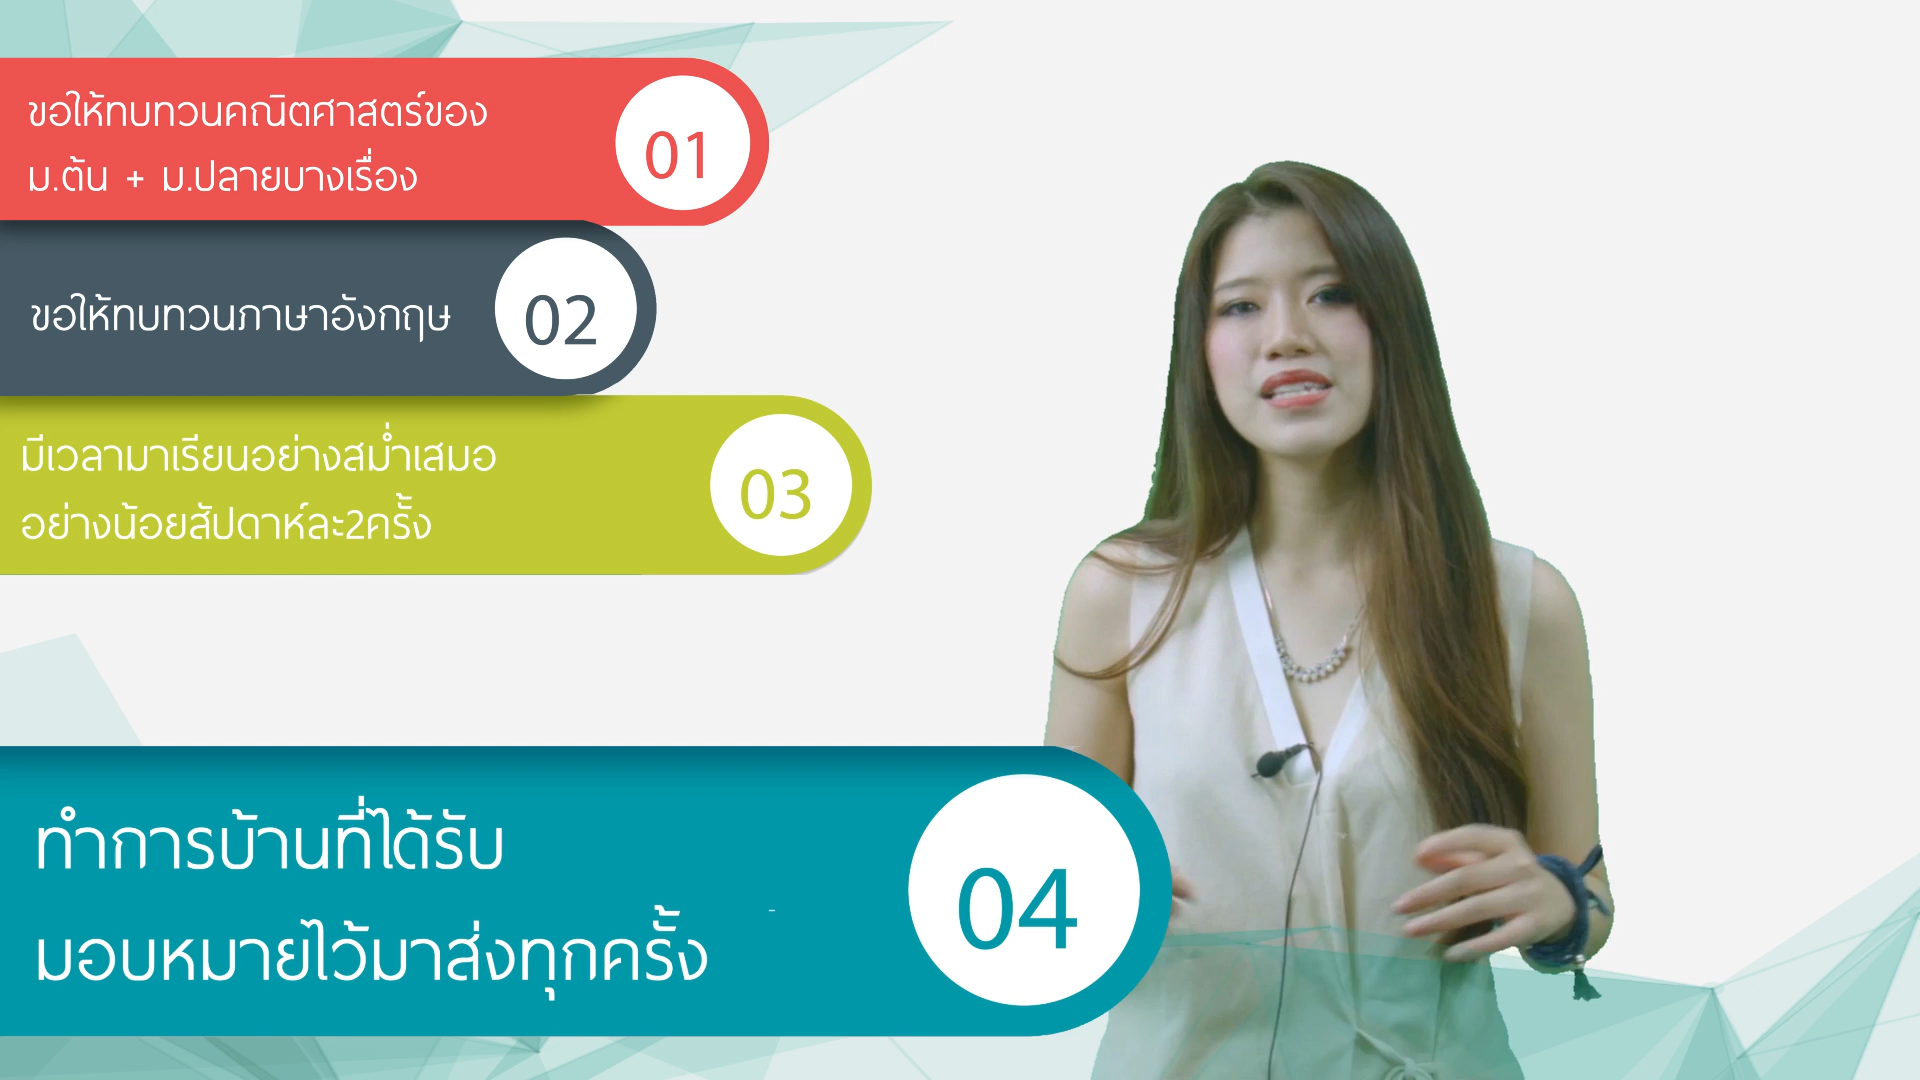 ขอให้ทบทวนคณิตศาสตร์ของ
ม.ต้น + ม.ปลายบางเรื่อง
01
ขอให้ทบทวนภาษาอังกฤษ
02
มีเวลามาเรียนอย่างสม่ำเสมอ
อย่างน้อยสัปดาห์ละ2ครั้ง
03
ทำการบ้านที่ได้รับ
มอบหมายไว้มาส่งทุกครั้ง
04